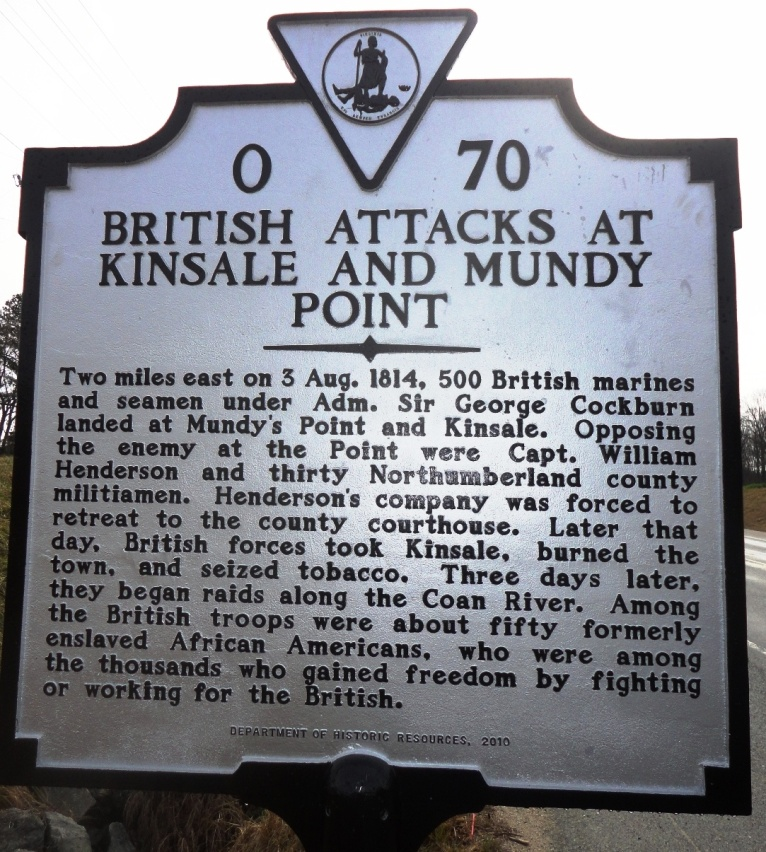 O 70
BRITISH ATTACKS AT
KINSALE AND MUNDY
POINT
Two miles east on 3 Aug. 1814, 500 British marines
and seamen under Adm. Sir George Cockburn
landed at Mundy's Point and Kinsale. Opposing
the enemy at the Point were Capt. William
Henderson and thirty Northumberland county
militiamen. Henderson's company was forced to
retreat to the county courthouse. Later that
day, British forces took Kinsale, burned the
town, and seized tobacco. Three days later,
they began raids along the Coan River. Among
the British troops were about fifty formerly
enslaved African Americans, who were among
the thousands who gained freedom by fighting
or working for the British.
DEPARTMENT OF HISTORIC RESOURCES, 2010